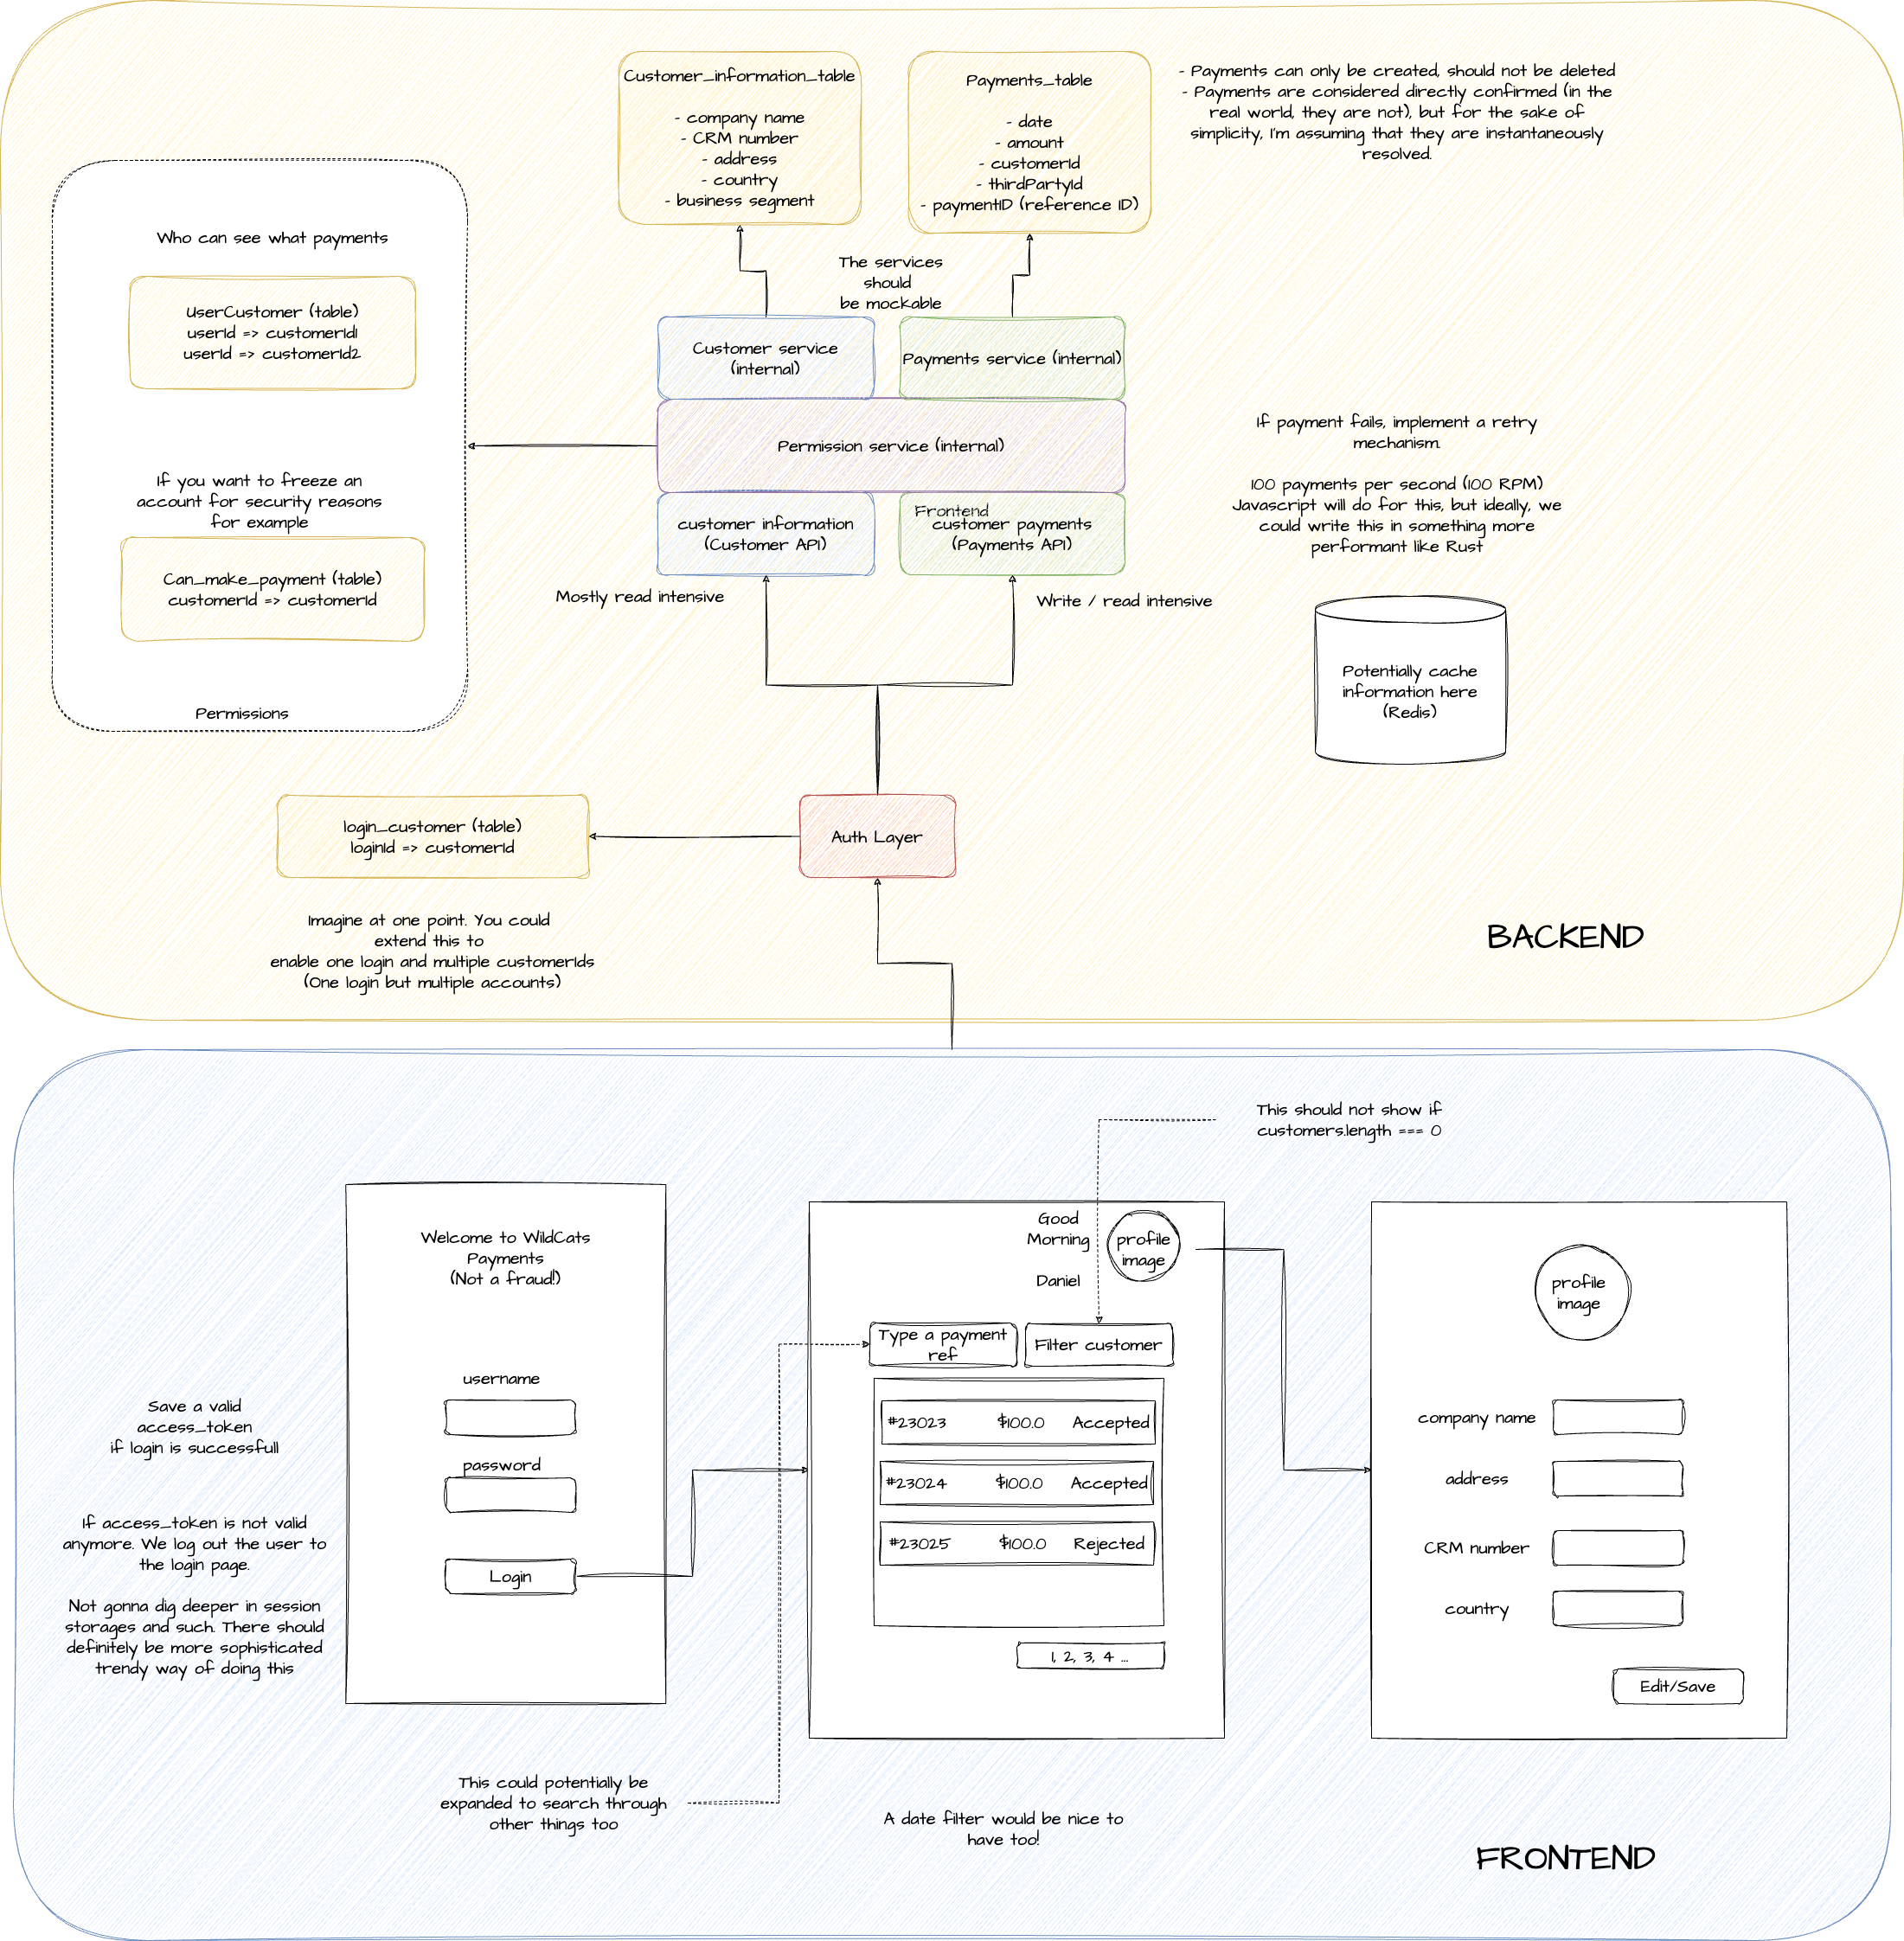 Customer_information_table
- company name
- CRM number
- address
- country
- business segment
Payments_table
- date
- amount
- customerId
- thirdPartyId
- paymentID (reference ID)
- Payments can only be created, should not be deleted
- Payments are considered directly confirmed (in the
real world, they are not), but for the sake of
simplicity, I'm assuming that they are instantaneously
resolved.
Who can see what payments
UserCustomer (table)
userId => customerId1
userId => customerId2
If you want to freeze an
account for security reasons
for example
Can_make_payment (table)
customerId => customerId
Permissions
The services
should
be mockable
Customer service
(internal)
Payments service (internal)
Permission service (internal)
customer information
(Customer API)
Frontend
customer payments
(Payments API)
Mostly read intensive
Write / read intensive
If payment fails, implement a retry
mechanism.
100 payments per second (100 RPM)
Javascript will do for this, but ideally, we
could write this in something more
performant like Rust
Potentially cache
information here
(Redis)
login_customer (table)
loginId => customerId
Auth Layer
Imagine at one point. You could
extend this to
enable one login and multiple customerIds
(One login but multiple accounts)
BACKEND
This should not show if
customers.length === 0
Welcome to WildCats
Payments
(Not a fraud!)
username
password
Login
Save a valid
access_token
if login is successfull
If access_token is not valid
anymore. We log out the user to
the login page.
Not gonna dig deeper in session
storages and such. There should
definitely be more sophisticated
trendy way of doing this
Good
Morning
Daniel
profile
image
Type a payment
ref
Filter customer
#23023 $100.0 Accepted
#23024 $100.0 Accepted
#23025 $100.0 Rejected
1, 2, 3, 4 ...
profile
image
company name
address
CRM number
country
Edit/Save
This could potentially be
expanded to search through
other things too
A date filter would be nice to
have too!
FRONTEND